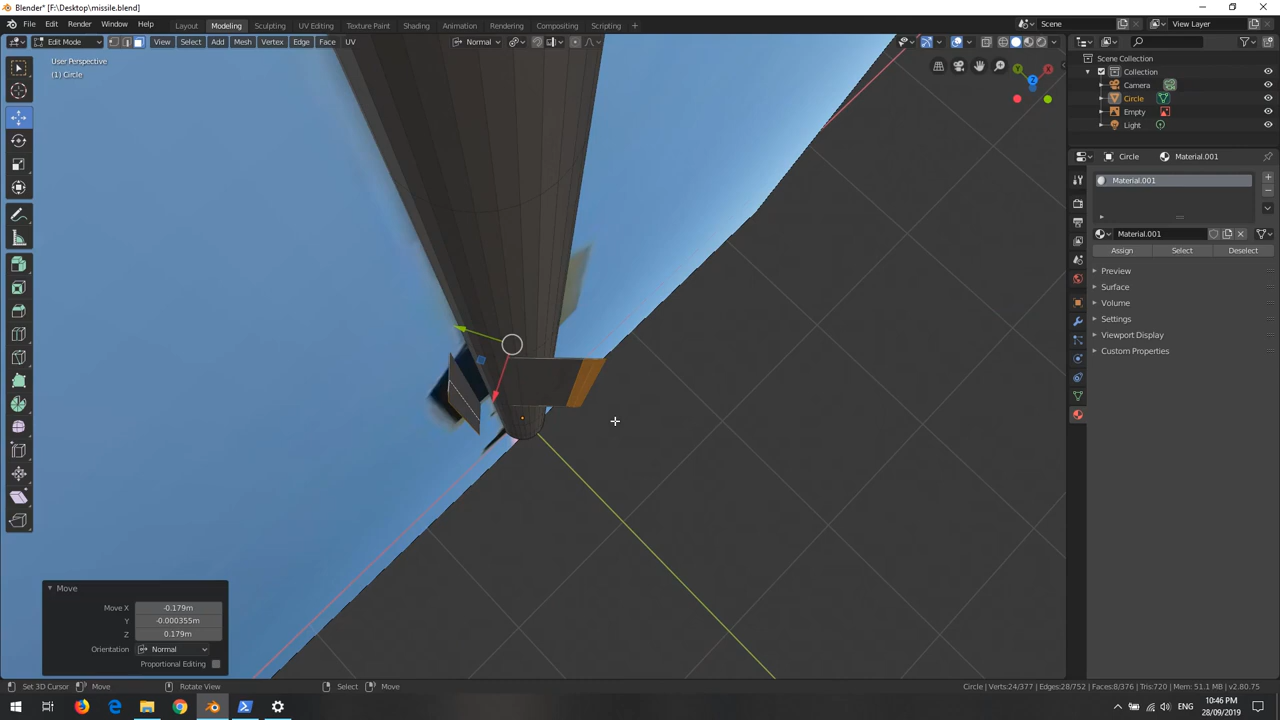 Blender* [F:\Desktop\missile.blend]
File Edit Render Window Help Layout Modeling Sculpting UV Editing Texture Paint Shading Animation Rendering Compositing Scripting + Scene View Layer
Edit Mode View Select Add Mesh Vertex Edge Face UV Normal
User Perspective
(1) Circle
Y X Z
Scene Collection
Collection
Camera
Circle
Empty
Light
Circle Material.001
Material.001
Material.001
Assign Select Deselect
Preview
Surface
Volume
Settings
Viewport Display
Custom Properties
Move
Move X -0.179m
Y -0.000355m
Z 0.179m
Orientation Normal
Proportional Editing
Set 3D Cursor Move Rotate View Select Move Circle | Verts:24/377 | Edges:28/752 | Faces:8/376 | Tris:720 | Mem: 51.1 MB | v2.80.75
ENG 10:46 PM
28/09/2019